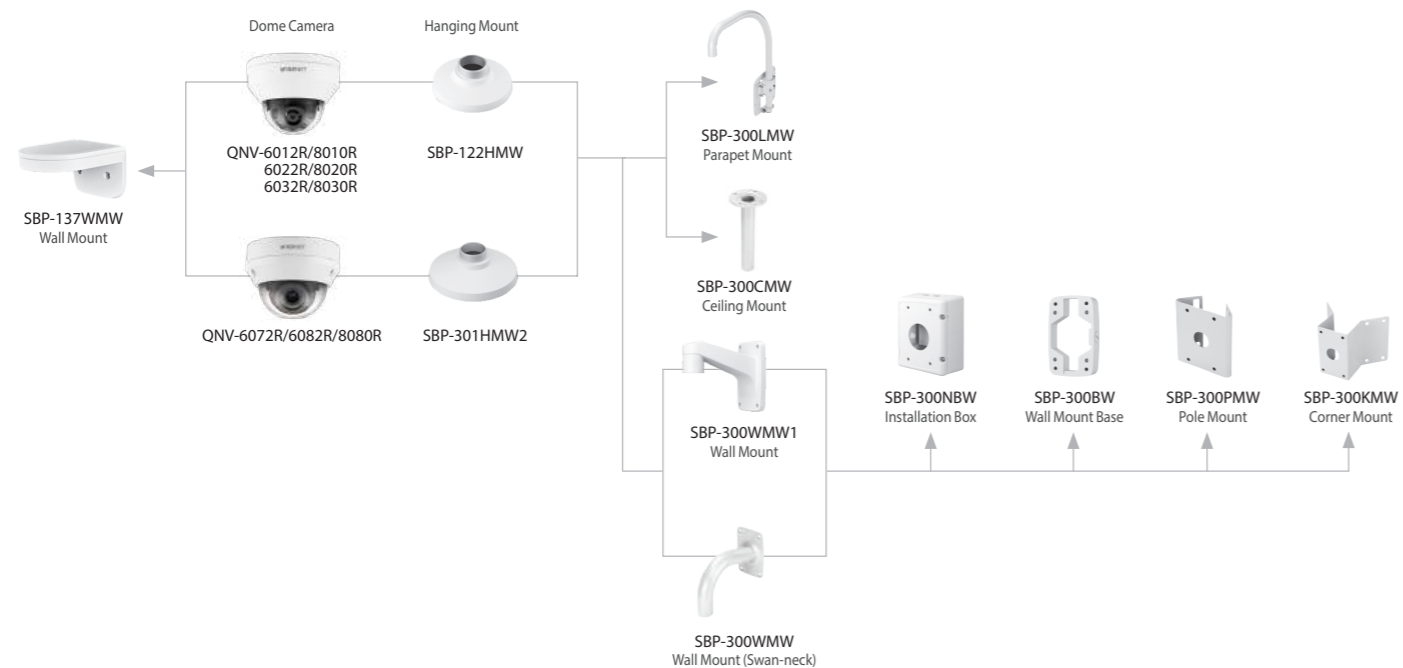 Dome Camera
Hanging Mount
QNV-6012R/8010R
6022R/8020R
6032R/8030R
SBP-122HMW
SBP-300LMW
Parapet Mount
SBP-137WMW
Wall Mount
QNV-6072R/6082R/8080R
SBP-301HMW2
SBP-300CMW
Ceiling Mount
SBP-300WMW1
Wall Mount
SBP-300NBW
Installation Box
SBP-300BW
Wall Mount Base
SBP-300PMW
Pole Mount
SBP-300KMW
Corner Mount
SBP-300WMW
Wall Mount (Swan-neck)